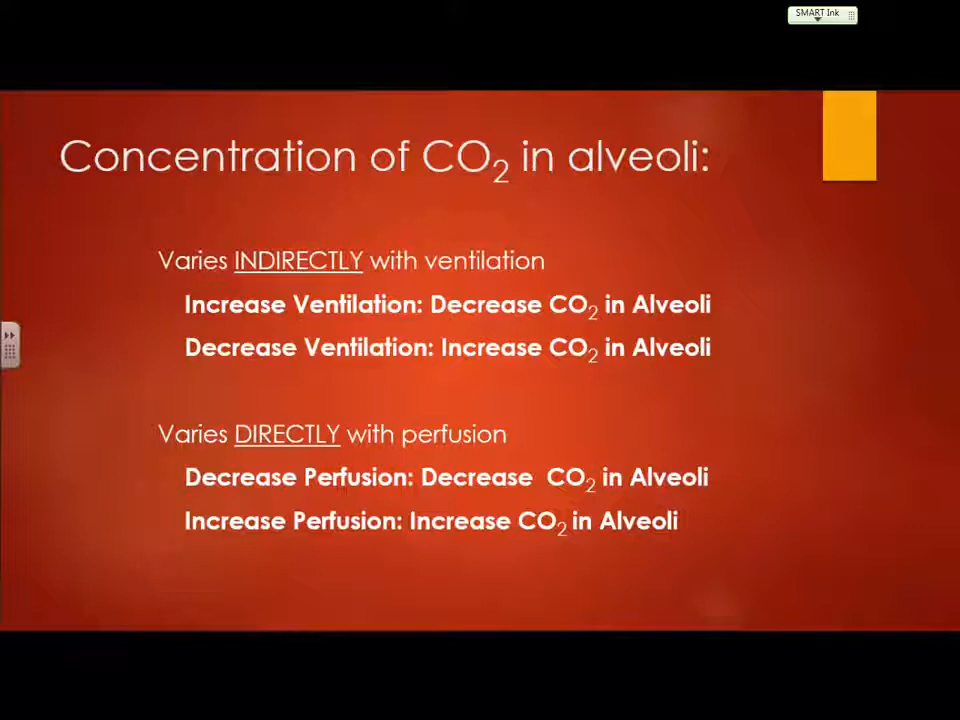 SMART Ink
Concentration of CO₂ in alveoli:
Varies INDIRECTLY with ventilation
Increase Ventilation: Decrease CO₂ in Alveoli
Decrease Ventilation: Increase CO₂ in Alveoli
Varies DIRECTLY with perfusion
Decrease Perfusion: Decrease CO₂ in Alveoli
Increase Perfusion: Increase CO₂ in Alveoli